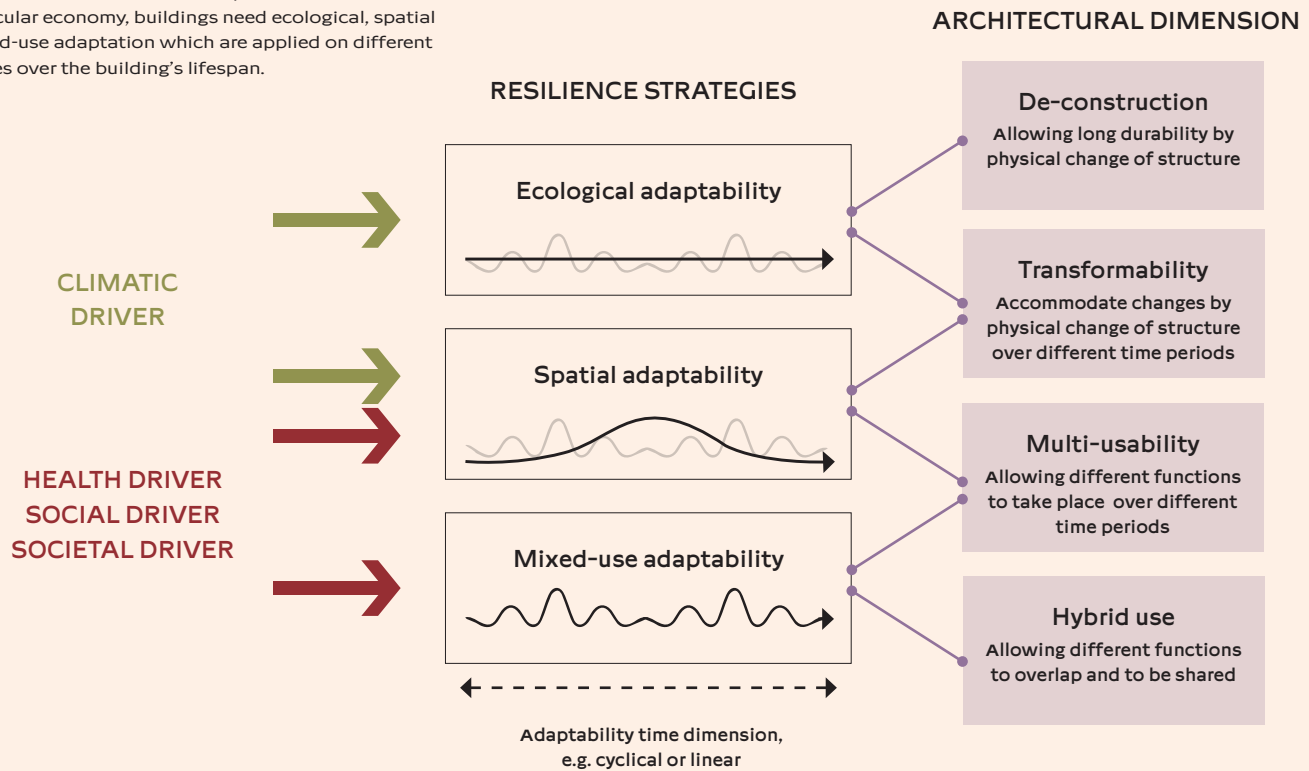 cular economy, buildings need ecological, spatial
d-use adaptation which are applied on different
es over the building's lifespan.
ARCHITECTURAL DIMENSION
RESILIENCE STRATEGIES
CLIMATIC
DRIVER
HEALTH DRIVER
SOCIAL DRIVER
SOCIETAL DRIVER
Ecological adaptability
Spatial adaptability
Mixed-use adaptability
Adaptability time dimension,
e.g. cyclical or linear
De-construction
Allowing long durability by
physical change of structure
Transformability
Accommodate changes by
physical change of structure
over different time periods
Multi-usability
Allowing different functions
to take place over different
time periods
Hybrid use
Allowing different functions
to overlap and to be shared